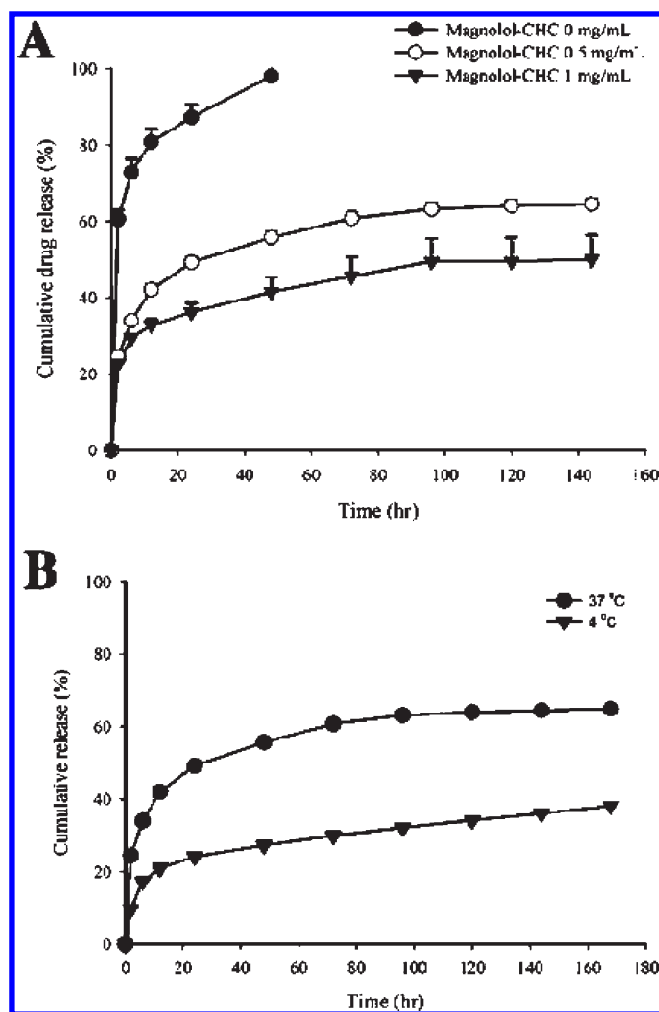 A
Magnolol-CHC 0 mg/mL
Magnolol-CHC 0 5 mg/mL
Magnolol-CHC 1 mg/mL
Cumulative drug release (%)
100
80
60
40
20
0
0 20 40 60 80 100 120 140 160
Time (hr)
B
37 °C
4 °C
Cumulative release (%)
100
80
60
40
20
0
0 20 40 60 80 100 120 140 160 180
Time (hr)